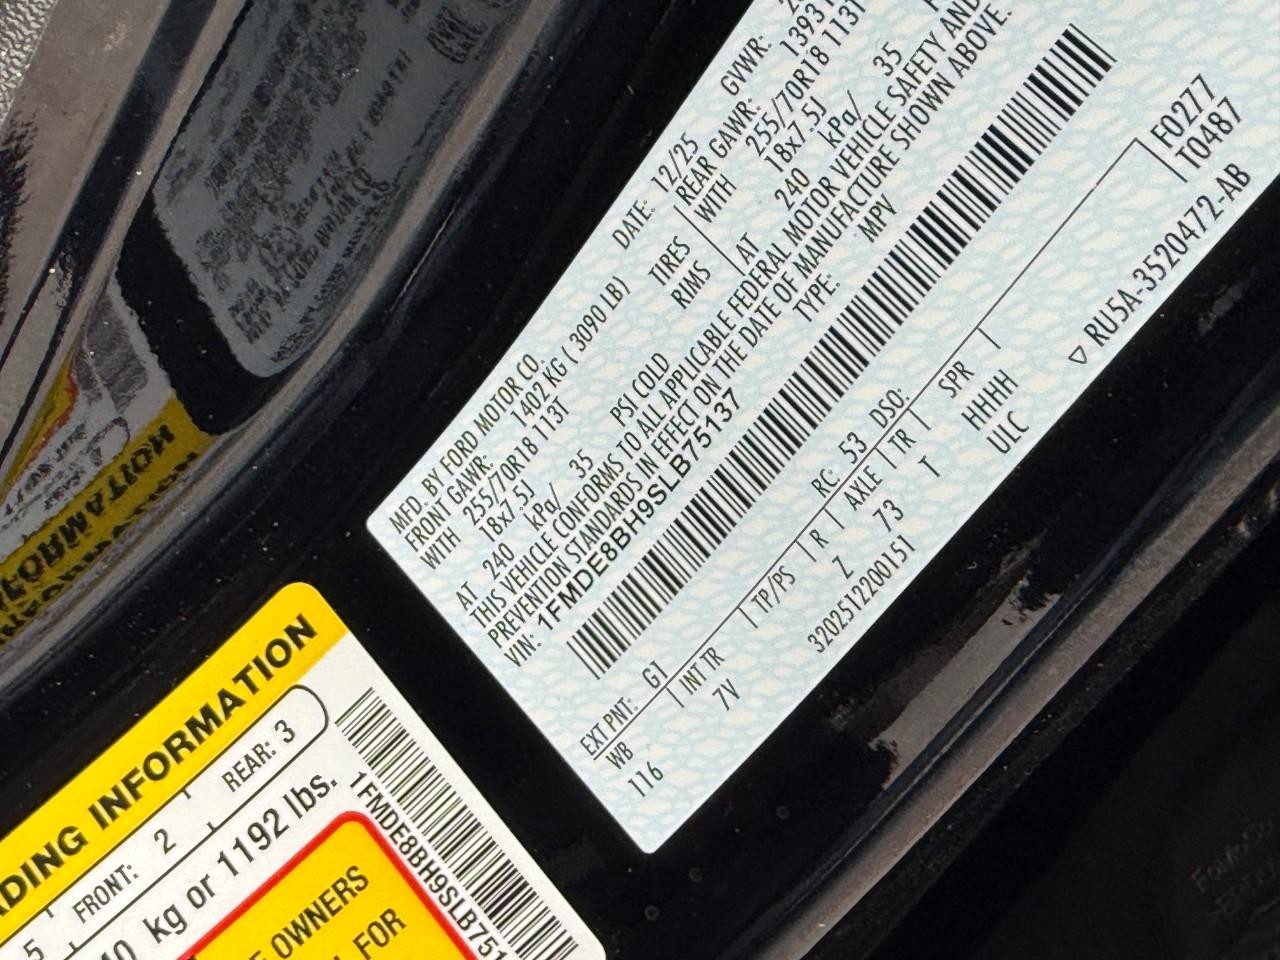 MFD. BY FORD MOTOR CO.
DATE: 12/25
GVWR:
FRONT GAWR: 1402 KG ( 3090 LB)
REAR GAWR: 1393
WITH 255/70R18 113T TIRES
WITH 255/70R18 113T
18x7.5J RIMS
18x7.5J
AT 240 kPa/ 35 PSI COLD
AT 240 kPa/ 35
THIS VEHICLE CONFORMS TO ALL APPLICABLE FEDERAL MOTOR VEHICLE SAFETY AND
PREVENTION STANDARDS IN EFFECT ON THE DATE OF MANUFACTURE SHOWN ABOVE.
VIN: 1FMDE8BH9SLB75137
TYPE: MPV
F0277
T0487
EXT PNT: G1 RC: 53 DSO:
WB INT TR TP/PS R AXLE TR SPR
116 7V Z 73 T HHHH
3202512200151 ULC
▽ RU5A-3520472-AB
ADING INFORMATION
5 FRONT: 2 REAR: 3
kg or 1192 lbs.
1FMDE8BH9SLB751
OWNERS
FOR